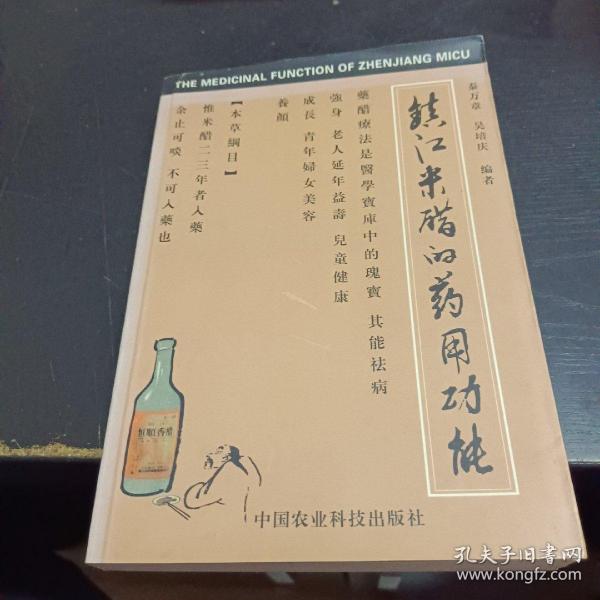 THE MEDICINAL FUNCTION OF ZHENJIANG MICU
秦万章 吴培庆 编著
镇江米醋的药用功能
藥醋療法是醫學寶庫中的瑰寶 其能祛病
強身 老人延年益壽 兒童健康
成長 青年婦女美容
養顏
【本草綱目】
惟米醋二三年者入藥
余止可啖 不可入藥也
恒順香醋
中国农业科技出版社
孔夫子旧书网
www.kongfz.com